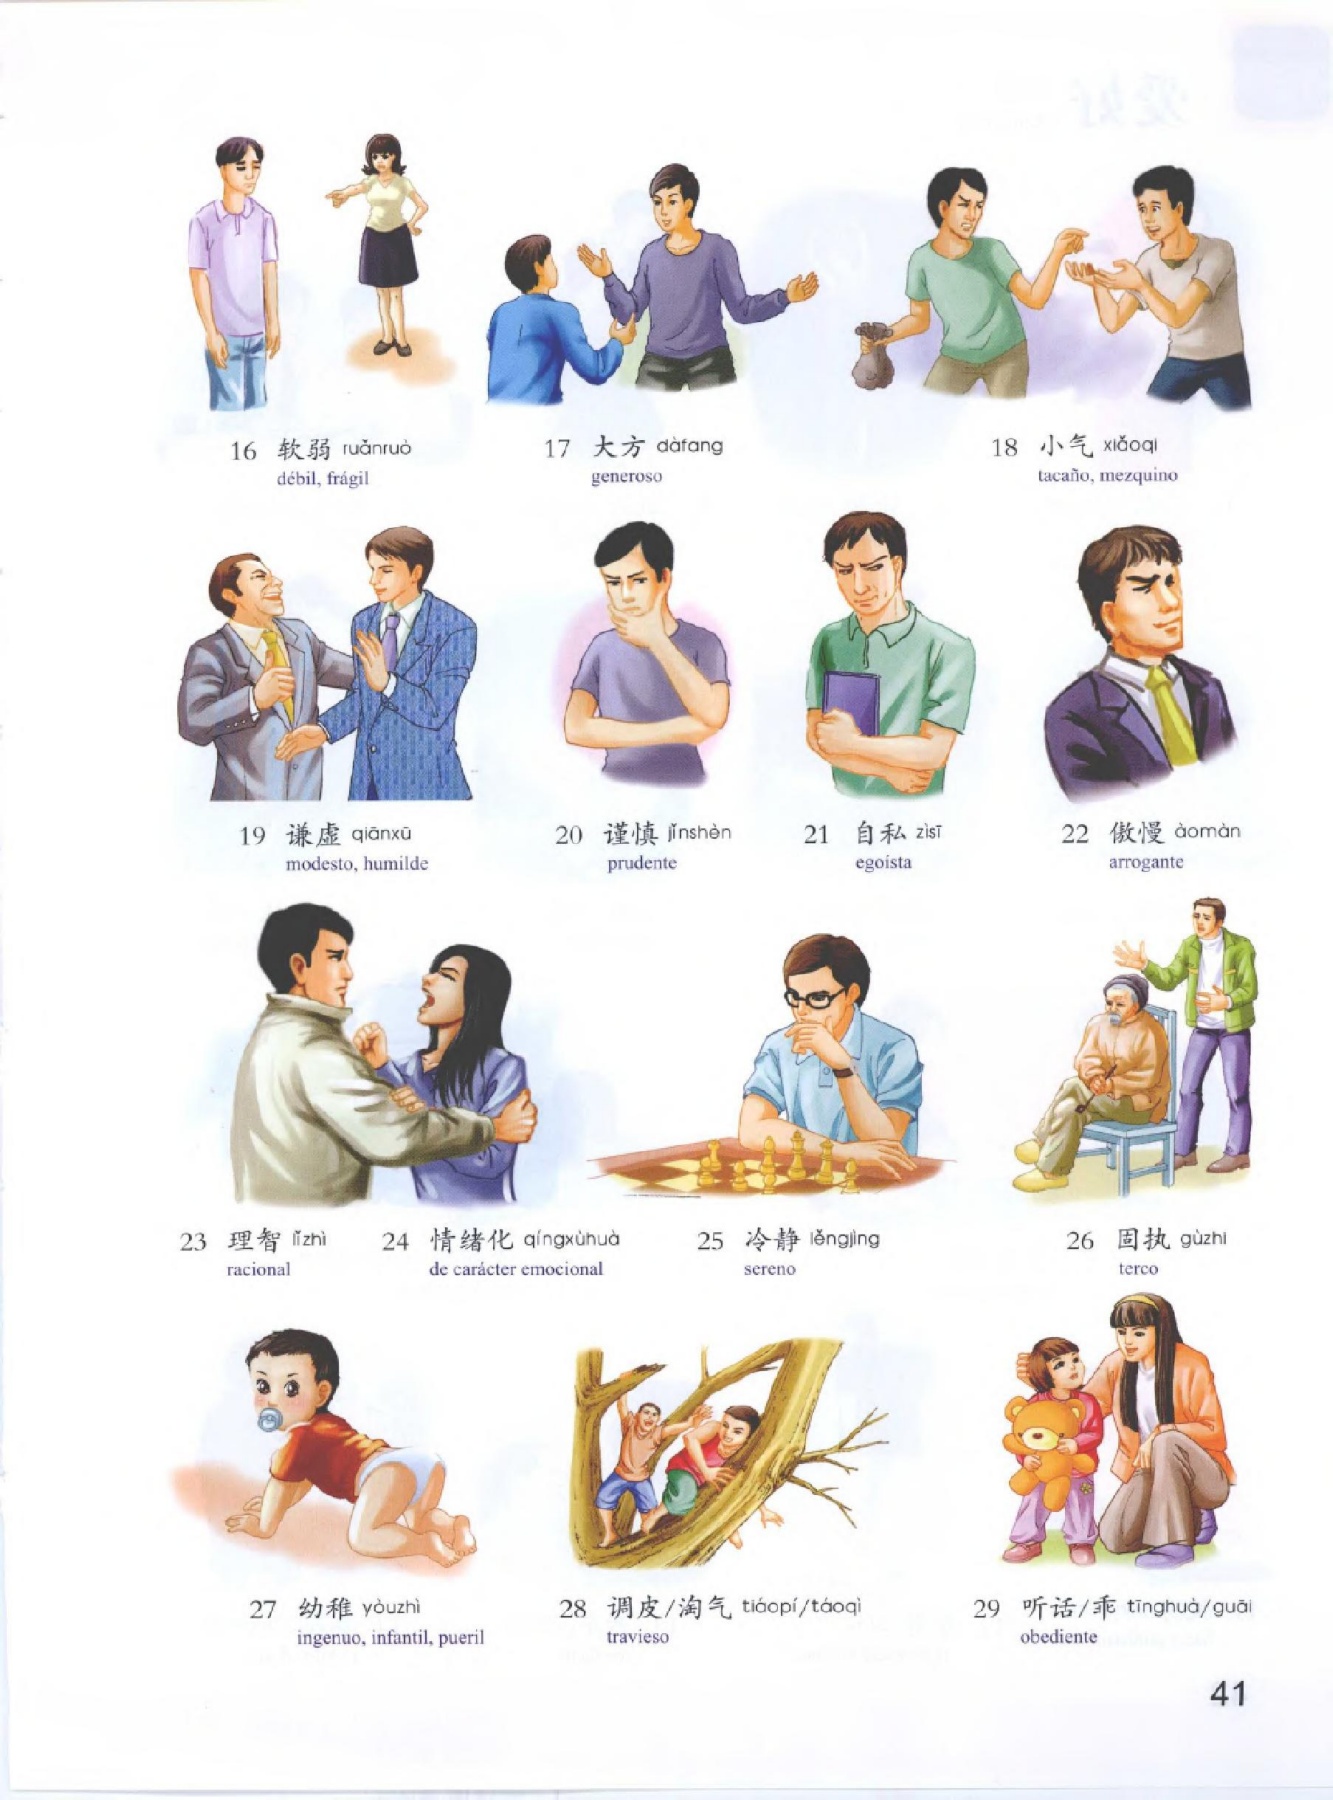 16 软弱 ruǎnruò
débil, frágil
17 大方 dàfang
generoso
18 小气 xiǎoqi
tacaño, mezquino
19 谦虚 qiānxū
modesto, humilde
20 谨慎 jǐnshèn
prudente
21 自私 zìsī
egoísta
22 傲慢 àomàn
arrogante
23 理智 lǐzhì
racional
24 情绪化 qíngxùhuà
de carácter emocional
25 冷静 lěngjìng
sereno
26 固执 gùzhi
terco
27 幼稚 yòuzhì
ingenuo, infantil, pueril
28 调皮/淘气 tiáopí/táoqì
travieso
29 听话/乖 tīnghuà/guāi
obediente
41